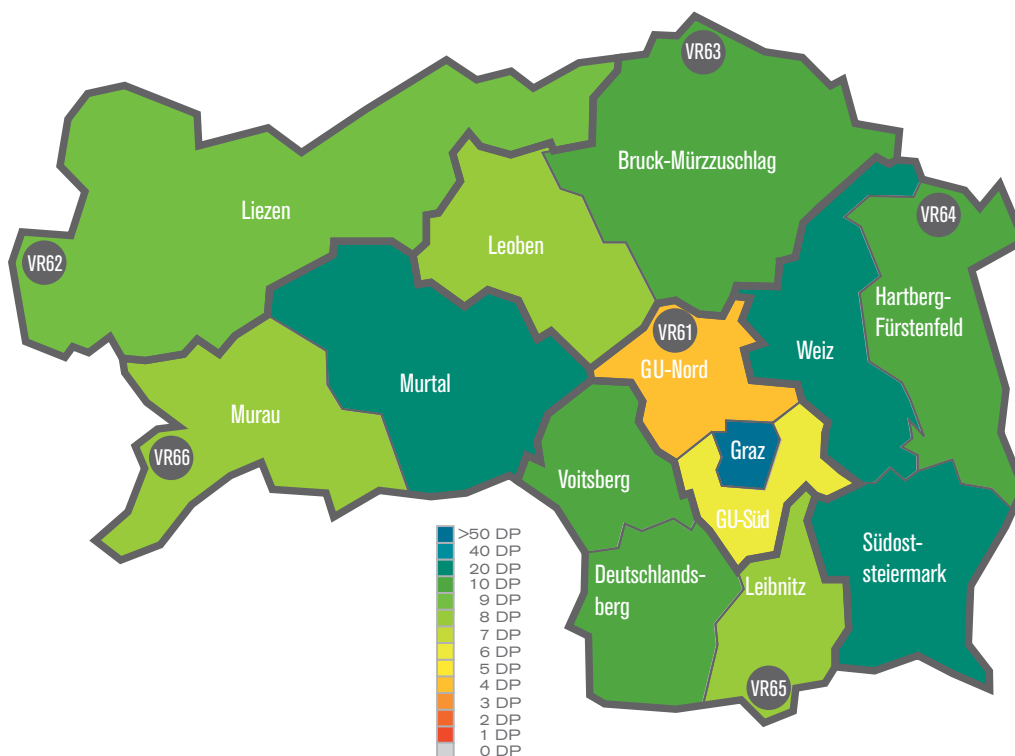 VR63
Bruck-Mürzzuschlag
Liezen
VR64
Leoben
VR62
Hartberg-
Fürstenfeld
VR61
GU-Nord
Weiz
Murtal
Murau
Graz
VR66
Voitsberg
GU-Süd
Südost-
steiermark
Deutschlands-
berg
Leibnitz
VR65
>50 DP
40 DP
20 DP
10 DP
9 DP
8 DP
7 DP
6 DP
5 DP
4 DP
3 DP
2 DP
1 DP
0 DP